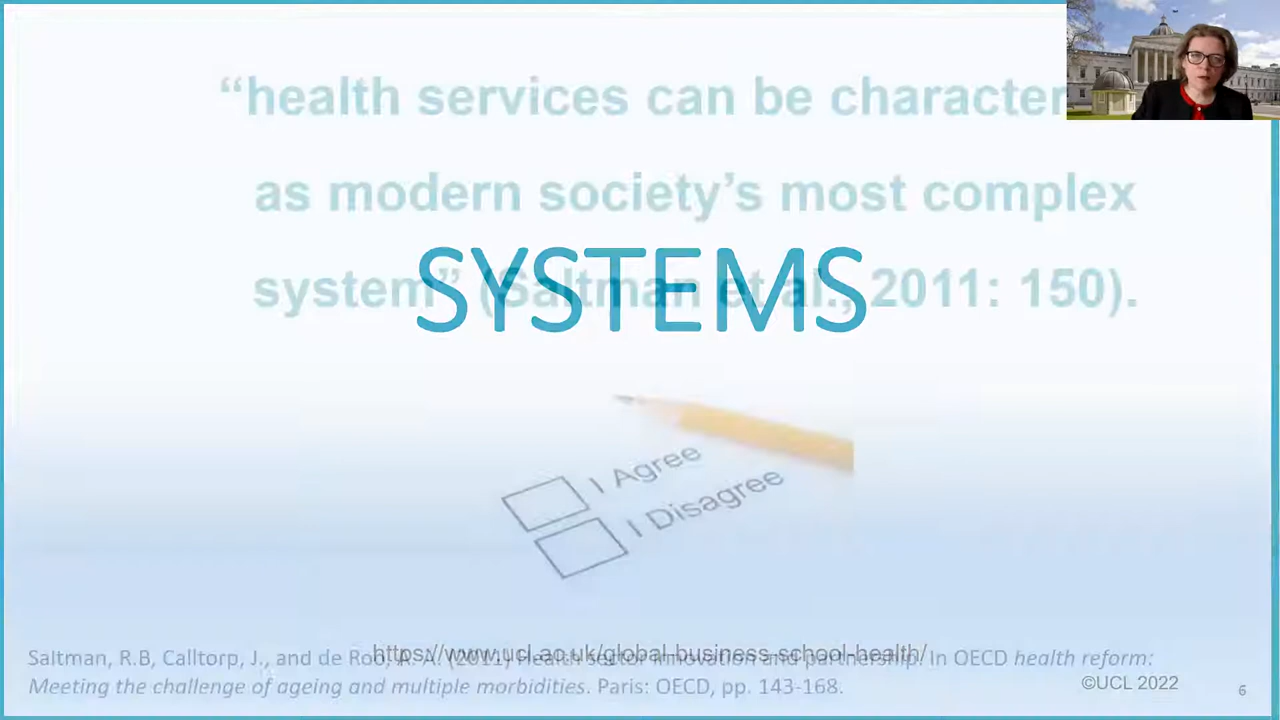 “health services can be character
as modern society’s most complex
system” (Saltman et al., 2011: 150).
SYSTEMS
I Agree
I Disagree
https://www.ucl.ac.uk/global-business-school-health/
Saltman, R.B, Calltorp, J., and de Roo, A. A. (2011) Health sector innovation and partnership. In OECD health reform:
Meeting the challenge of ageing and multiple morbidities. Paris: OECD, pp. 143-168.
©UCL 2022
6